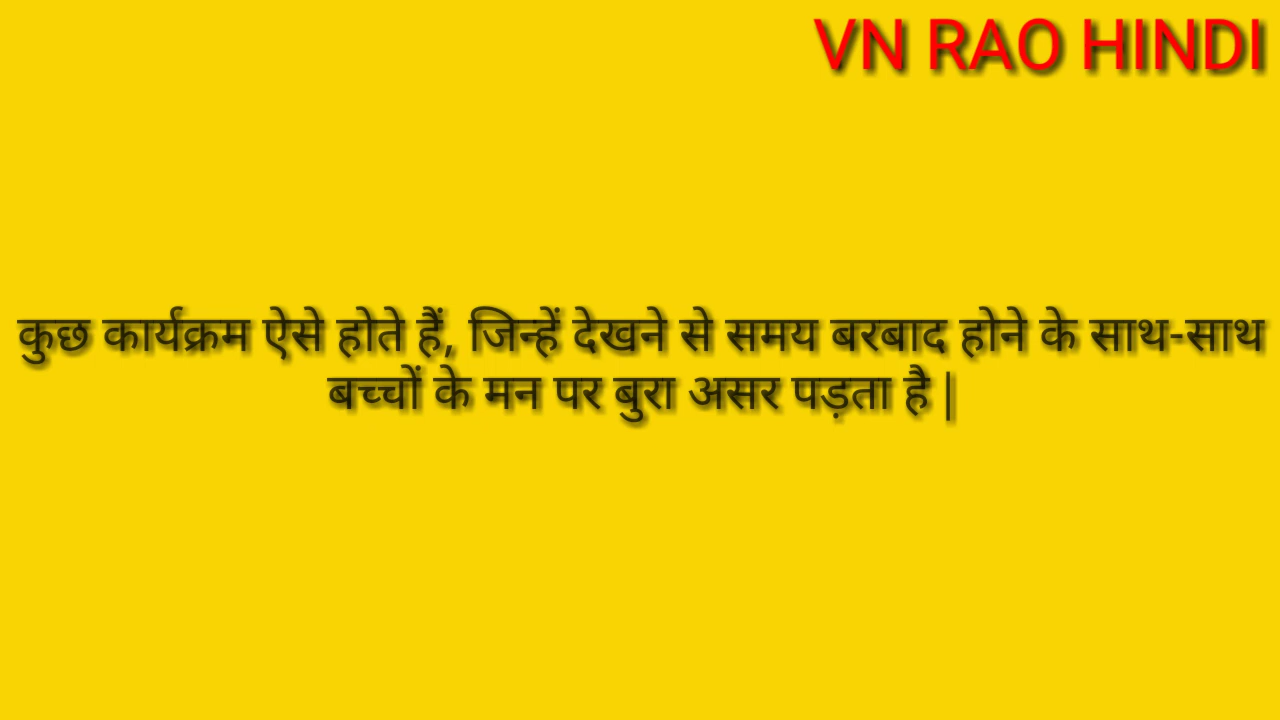 VN RAO HINDI
कुछ कार्यक्रम ऐसे होते हैं, जिन्हें देखने से समय बरबाद होने के साथ-साथ
बच्चों के मन पर बुरा असर पड़ता है |